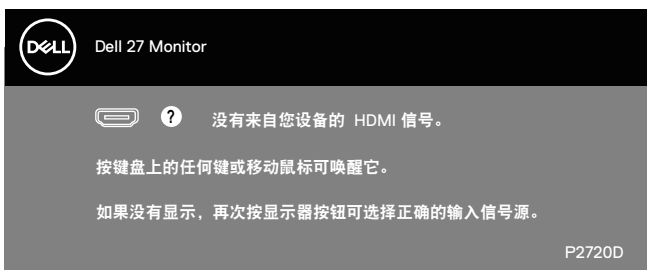 DELL
Dell 27 Monitor
? 没有来自您设备的 HDMI 信号。
按键盘上的任何键或移动鼠标可唤醒它。
如果没有显示，再次按显示器按钮可选择正确的输入信号源。
P2720D